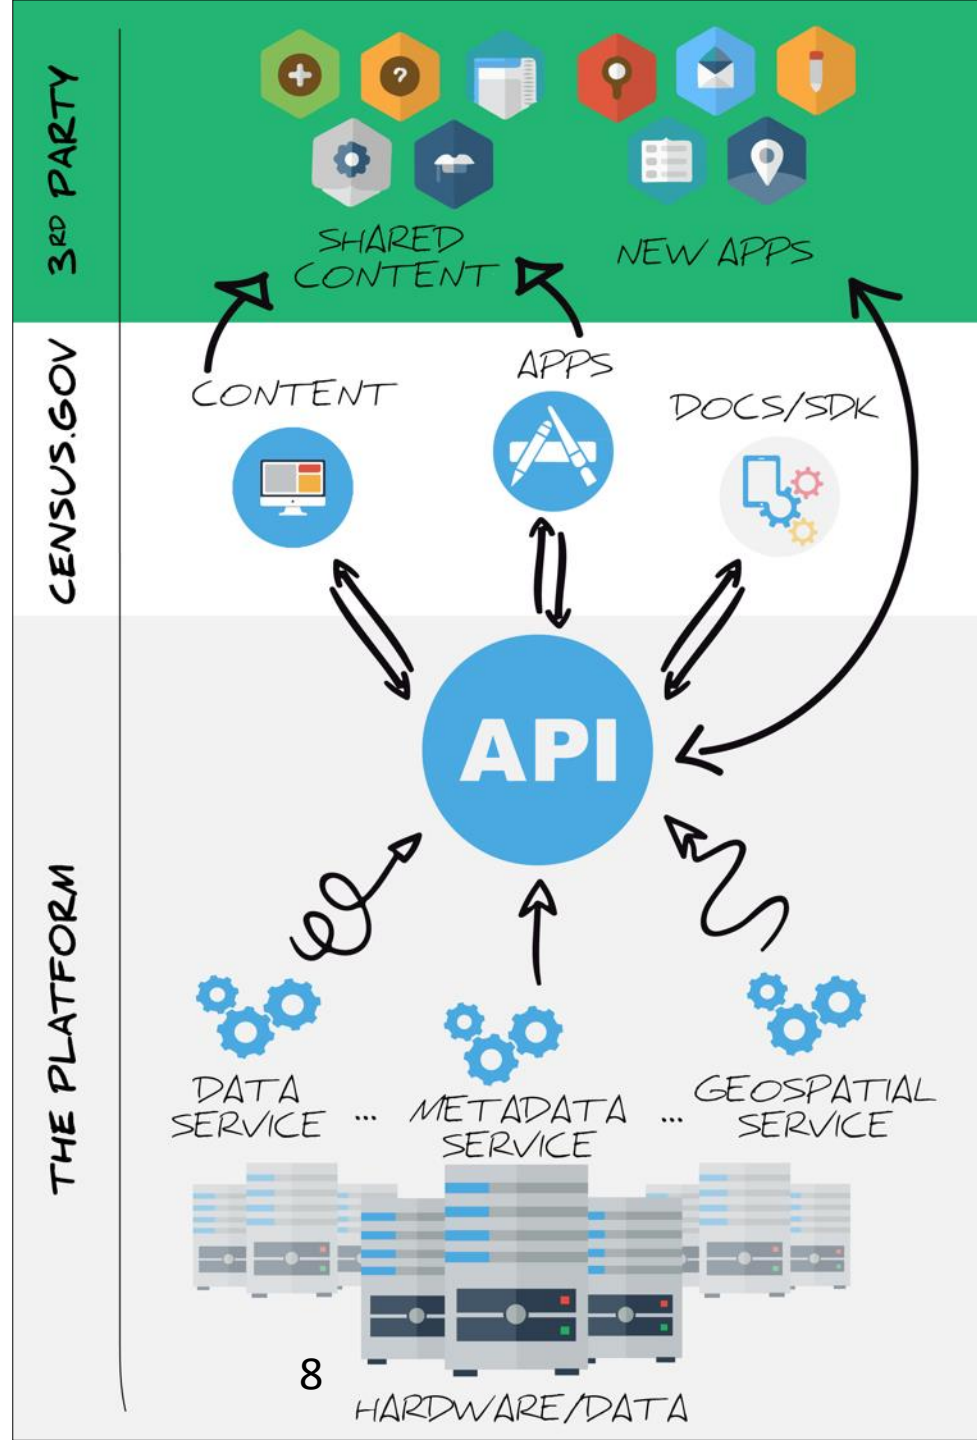 3RD PARTY
?
SHARED
CONTENT
NEW APPS
CENSUS.GOV
CONTENT
APPS
DOCS/SDK
THE PLATFORM
API
DATA
SERVICE
...
METADATA
SERVICE
...
GEOSPATIAL
SERVICE
8
HARDWARE/DATA